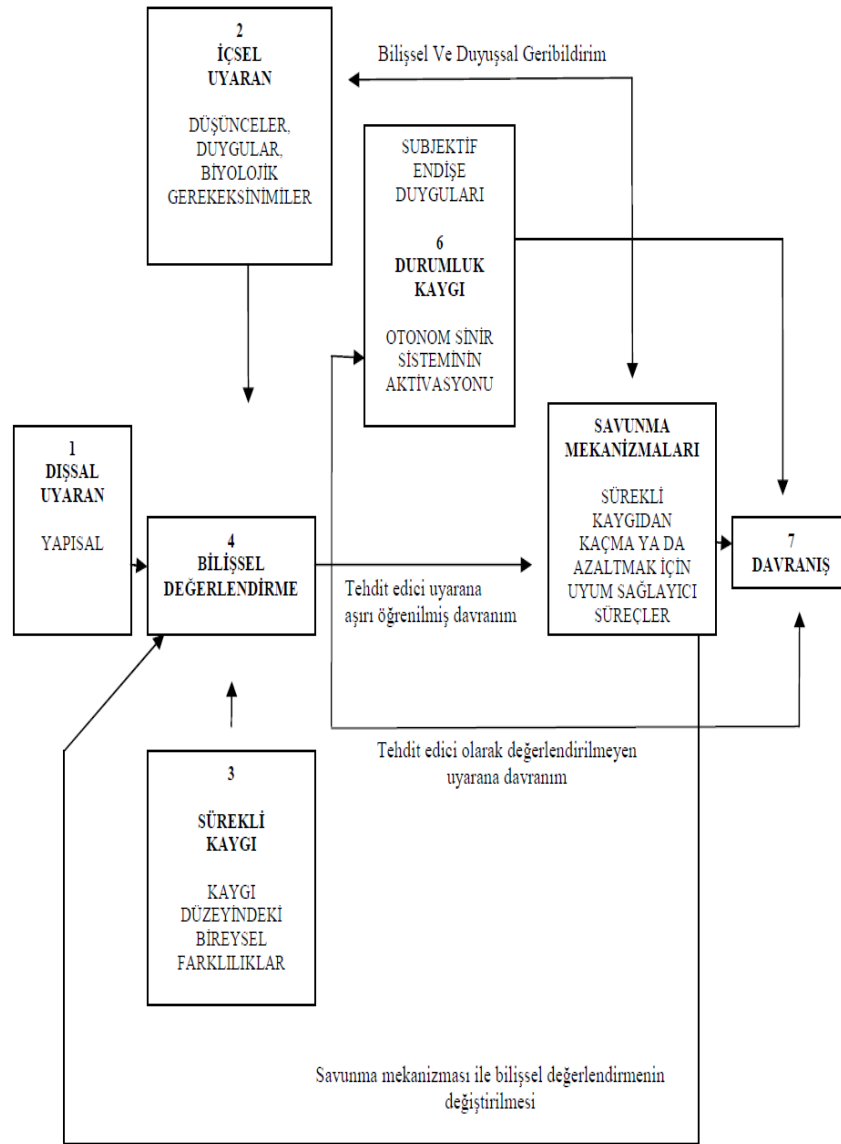 2
İÇSEL
UYARAN
DÜŞÜNCELER,
DUYGULAR,
BİYOLOJİK
GEREKEKSİNİMİLER
Bilişsel Ve Duyuşsal Geribildirim
SUBJEKTİF
ENDİŞE
DUYGULARI
6
DURUMLUK
KAYGI
OTONOM SİNİR
SİSTEMİNİN
AKTİVASYONU
1
DIŞSAL
UYARAN
YAPISAL
4
BİLİŞSEL
DEĞERLENDİRME
Tehdit edici uyarana
aşırı öğrenilmiş davranım
SAVUNMA
MEKANİZMALARI
SÜREKLİ
KAYGIDAN
KAÇMA YA DA
AZALTMAK İÇİN
UYUM SAĞLAYICI
SÜREÇLER
7
DAVRANIŞ
Tehdit edici olarak değerlendirilmeyen
uyarana davranım
3
SÜREKLİ
KAYGI
KAYGI
DÜZEYİNDEKİ
BİREYSEL
FARKLILIKLAR
Savunma mekanizması ile bilişsel değerlendirmenin
değiştirilmesi